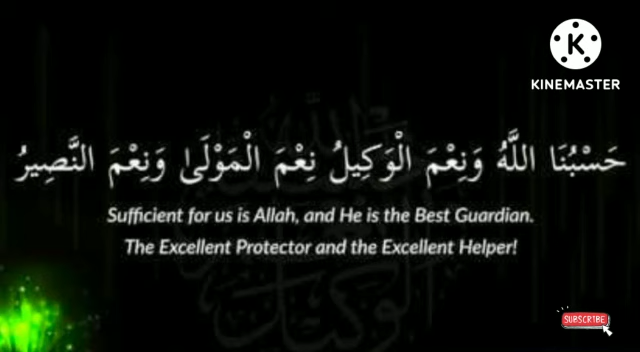 KINEMASTER
حَسْبُنَا اللَّهُ وَنِعْمَ الْوَكِيلُ نِعْمَ الْمَوْلَىٰ وَنِعْمَ النَّصِيرُ
Sufficient for us is Allah, and He is the Best Guardian.
The Excellent Protector and the Excellent Helper!
SUBSCRIBE